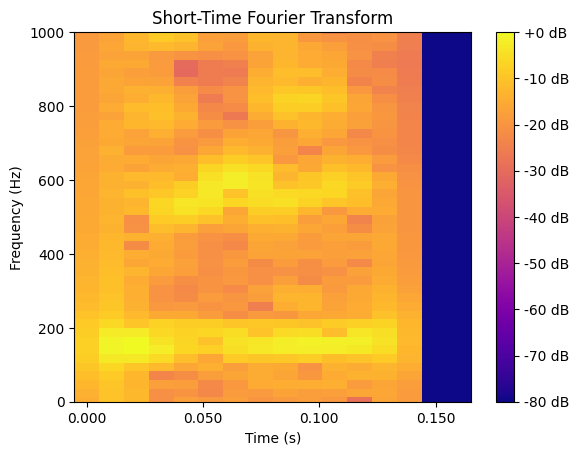 Short-Time Fourier Transform
Frequency (Hz)
1000
800
600
400
200
0
0.000
0.050
0.100
0.150
Time (s)
+0 dB
-10 dB
-20 dB
-30 dB
-40 dB
-50 dB
-60 dB
-70 dB
-80 dB